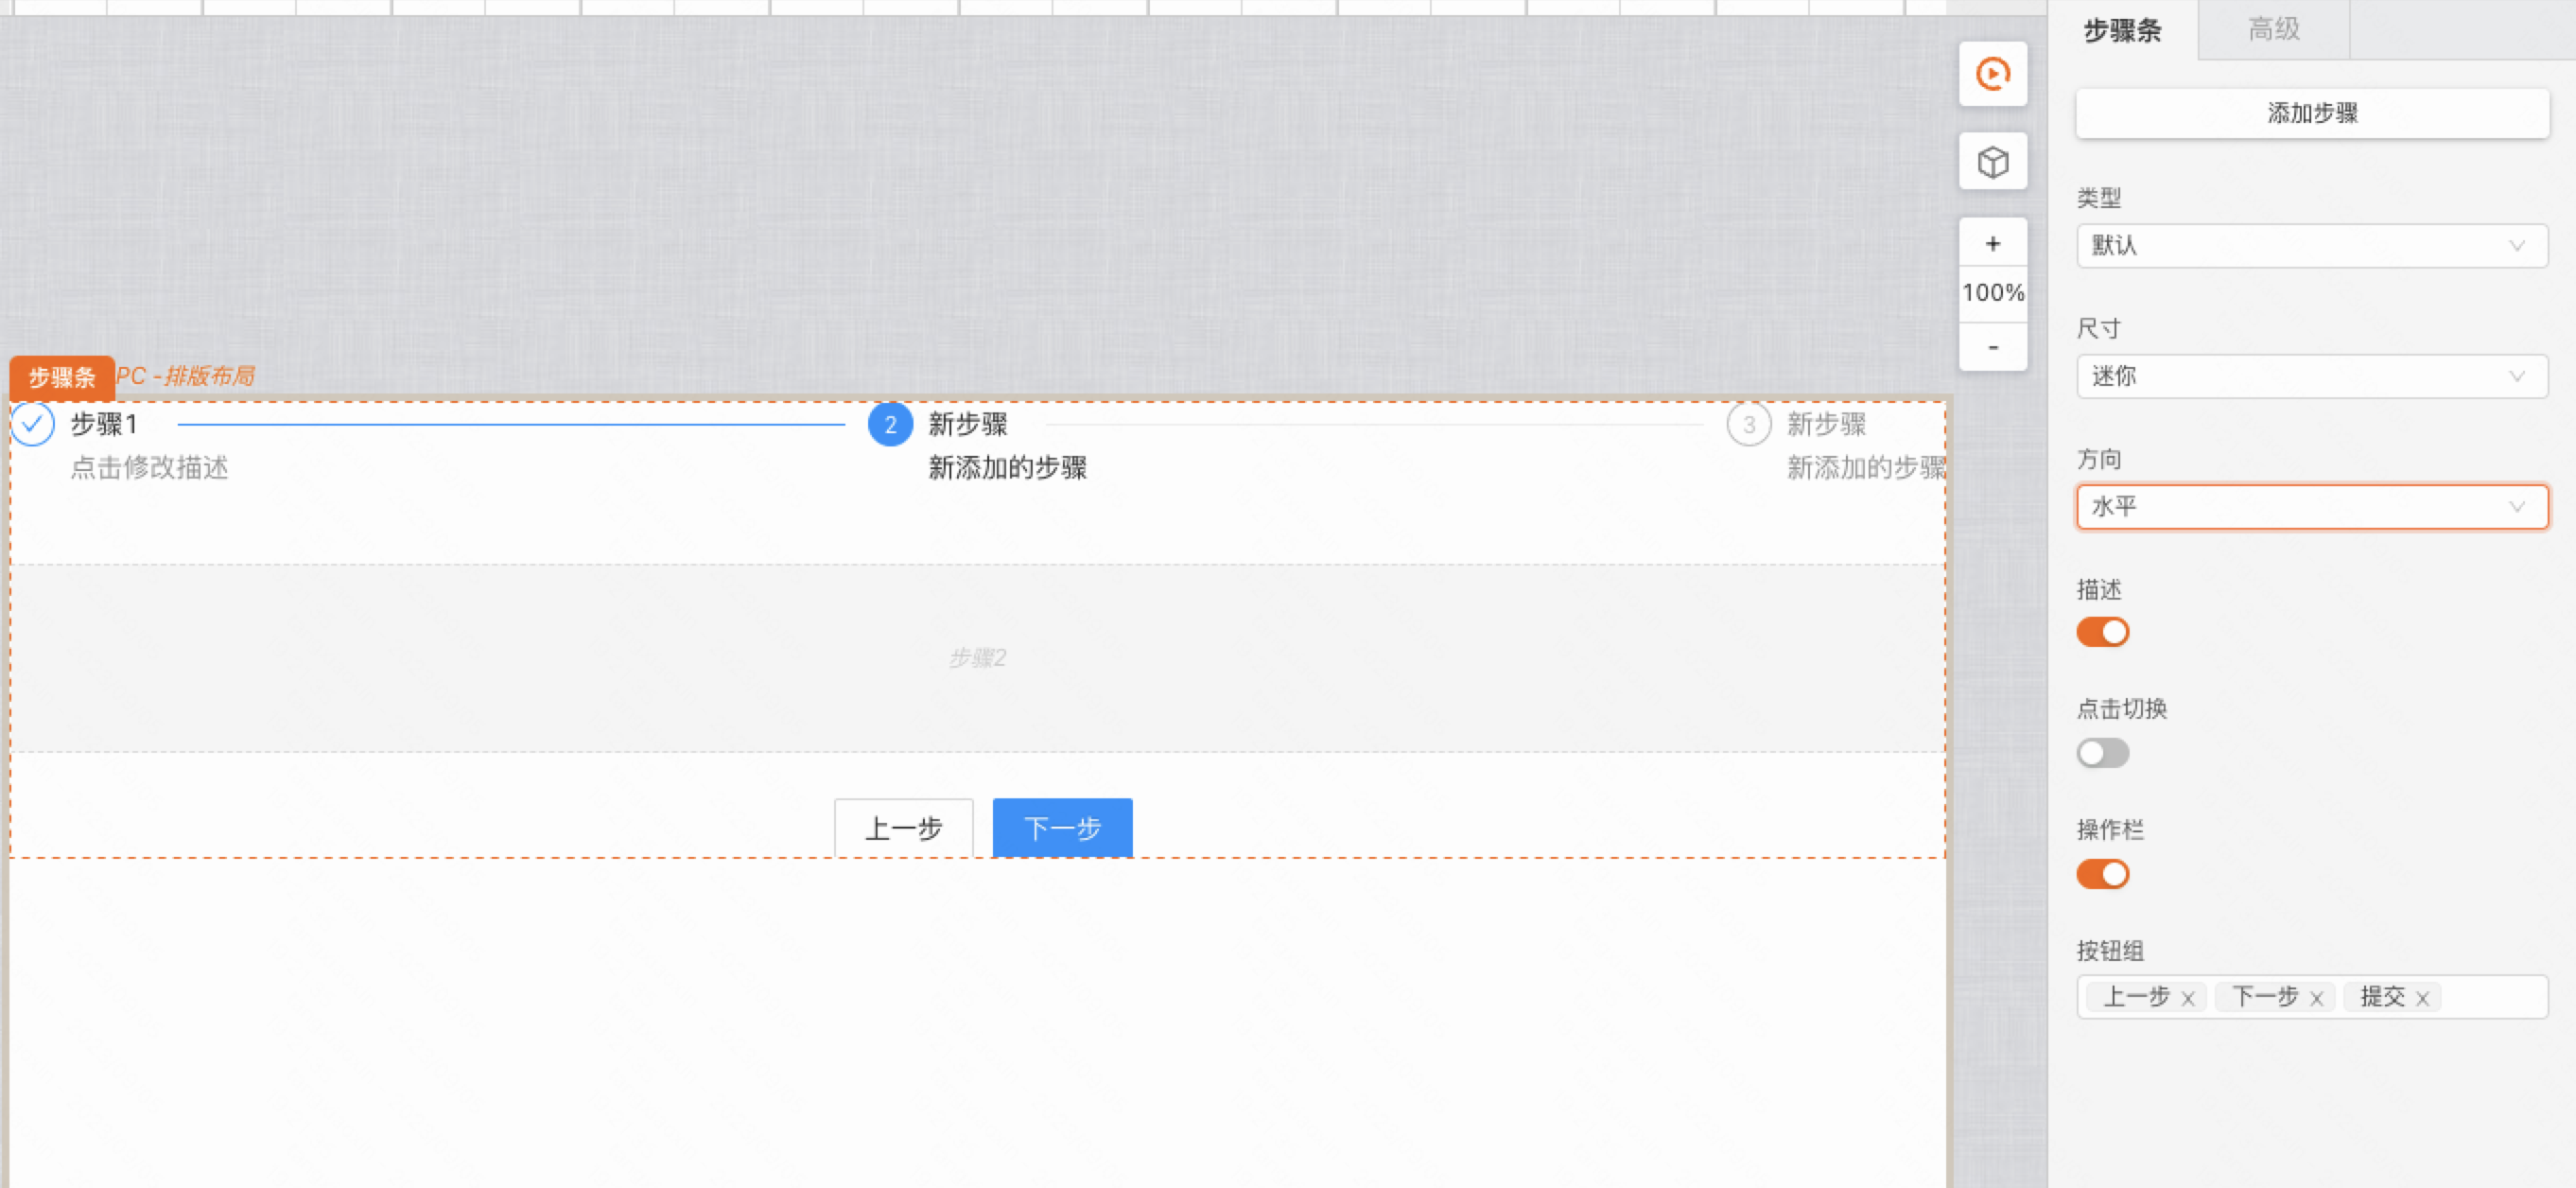 步骤条 高级
添加步骤
类型
默认
尺寸
迷你
方向
水平
描述
点击切换
操作栏
按钮组
上一步 x 下一步 x 提交 x
+
100%
-
步骤条 PC -排版布局
步骤1 2 新步骤 3 新步骤
点击修改描述 新添加的步骤 新添加的步骤
步骤2
上一步 下一步